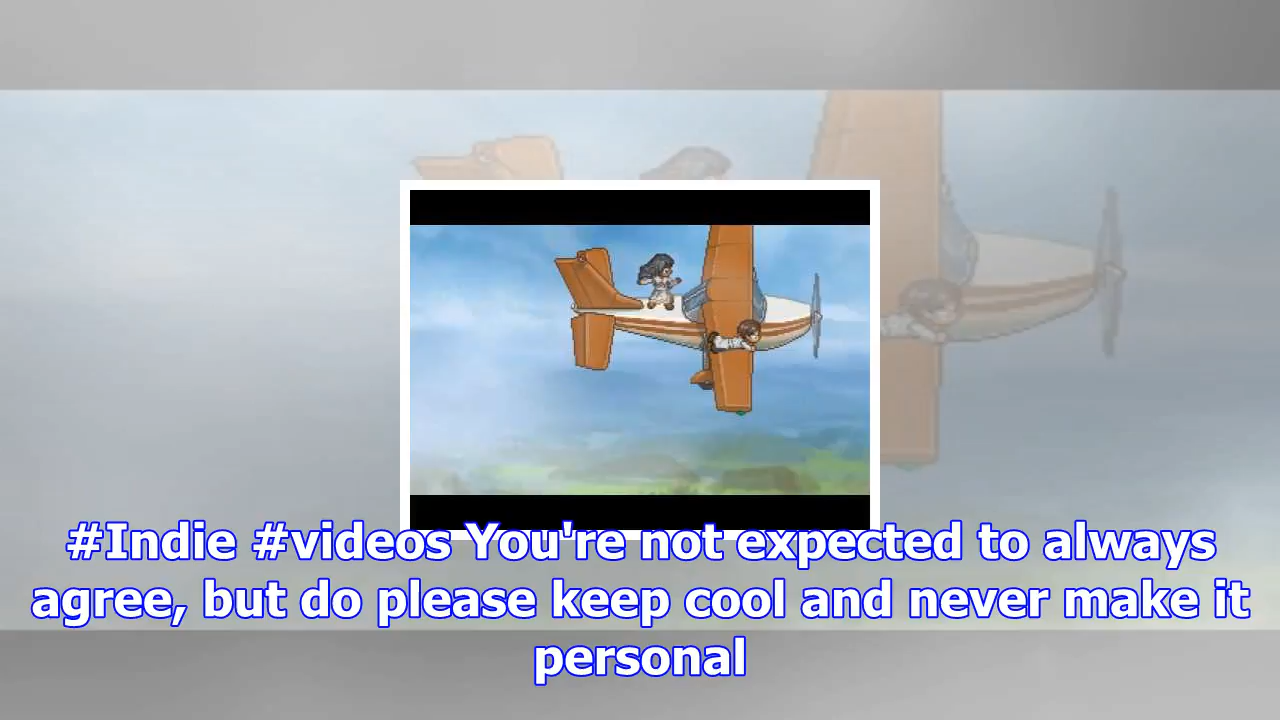 #Indie #videos You're not expected to always
agree, but do please keep cool and never make it
personal